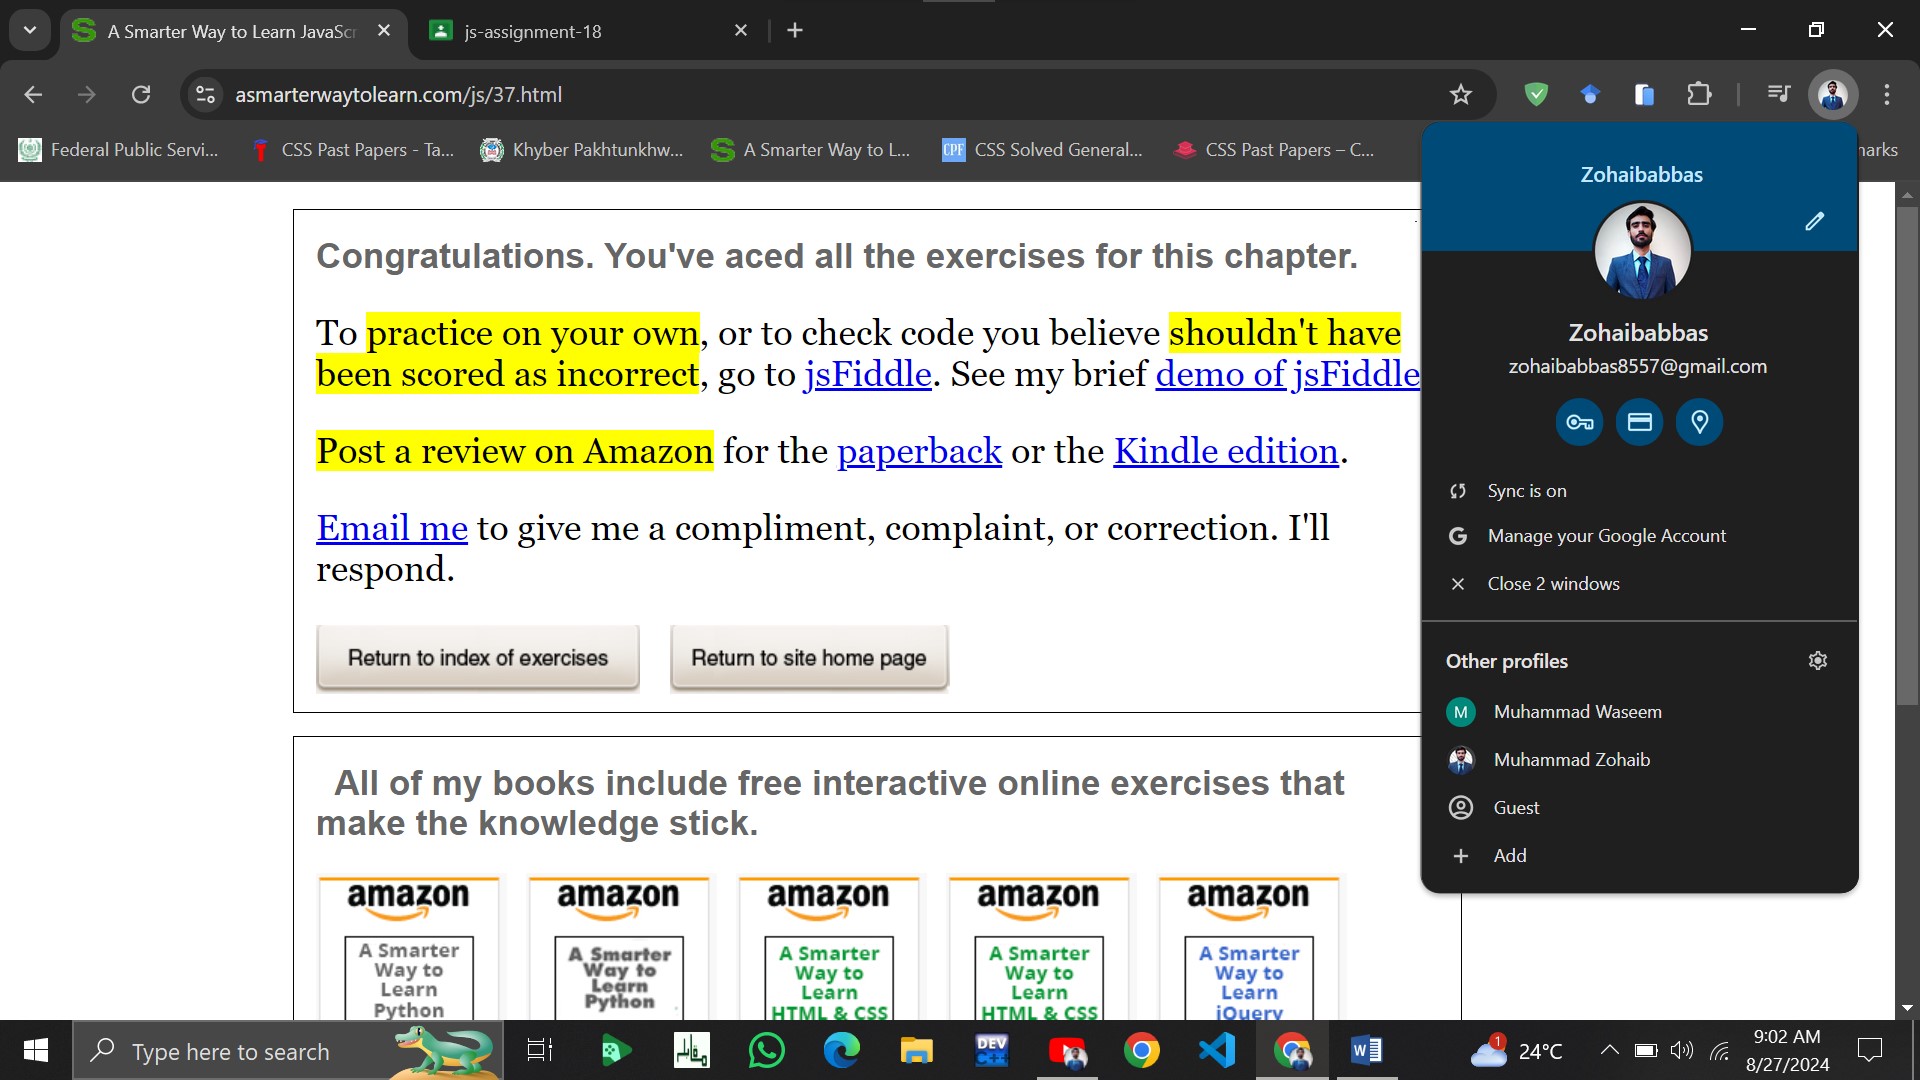 A Smarter Way to Learn JavaScr
js-assignment-18
asmarterwaytolearn.com/js/37.html
Federal Public Servi...
CSS Past Papers - Ta...
Khyber Pakhtunkhw...
A Smarter Way to L...
CPF
CSS Solved General...
CSS Past Papers – C...
narks
Congratulations. You've aced all the exercises for this chapter.
To practice on your own, or to check code you believe shouldn't have
been scored as incorrect, go to jsFiddle. See my brief demo of jsFiddle
Post a review on Amazon for the paperback or the Kindle edition.
Email me to give me a compliment, complaint, or correction. I'll
respond.
Return to index of exercises
Return to site home page
All of my books include free interactive online exercises that
make the knowledge stick.
amazon
A Smarter
Way to
Learn
Python
amazon
A Smarter
Way to
Learn
Python
amazon
A Smarter
Way to
Learn
HTML & CSS
amazon
A Smarter
Way to
Learn
HTML & CSS
amazon
A Smarter
Way to
Learn
jQuery
Zohaibabbas
Zohaibabbas
zohaibabbas8557@gmail.com
Sync is on
Manage your Google Account
Close 2 windows
Other profiles
M
Muhammad Waseem
Muhammad Zohaib
Guest
Add
Type here to search
DEV
C++
1
24°C
9:02 AM
8/27/2024